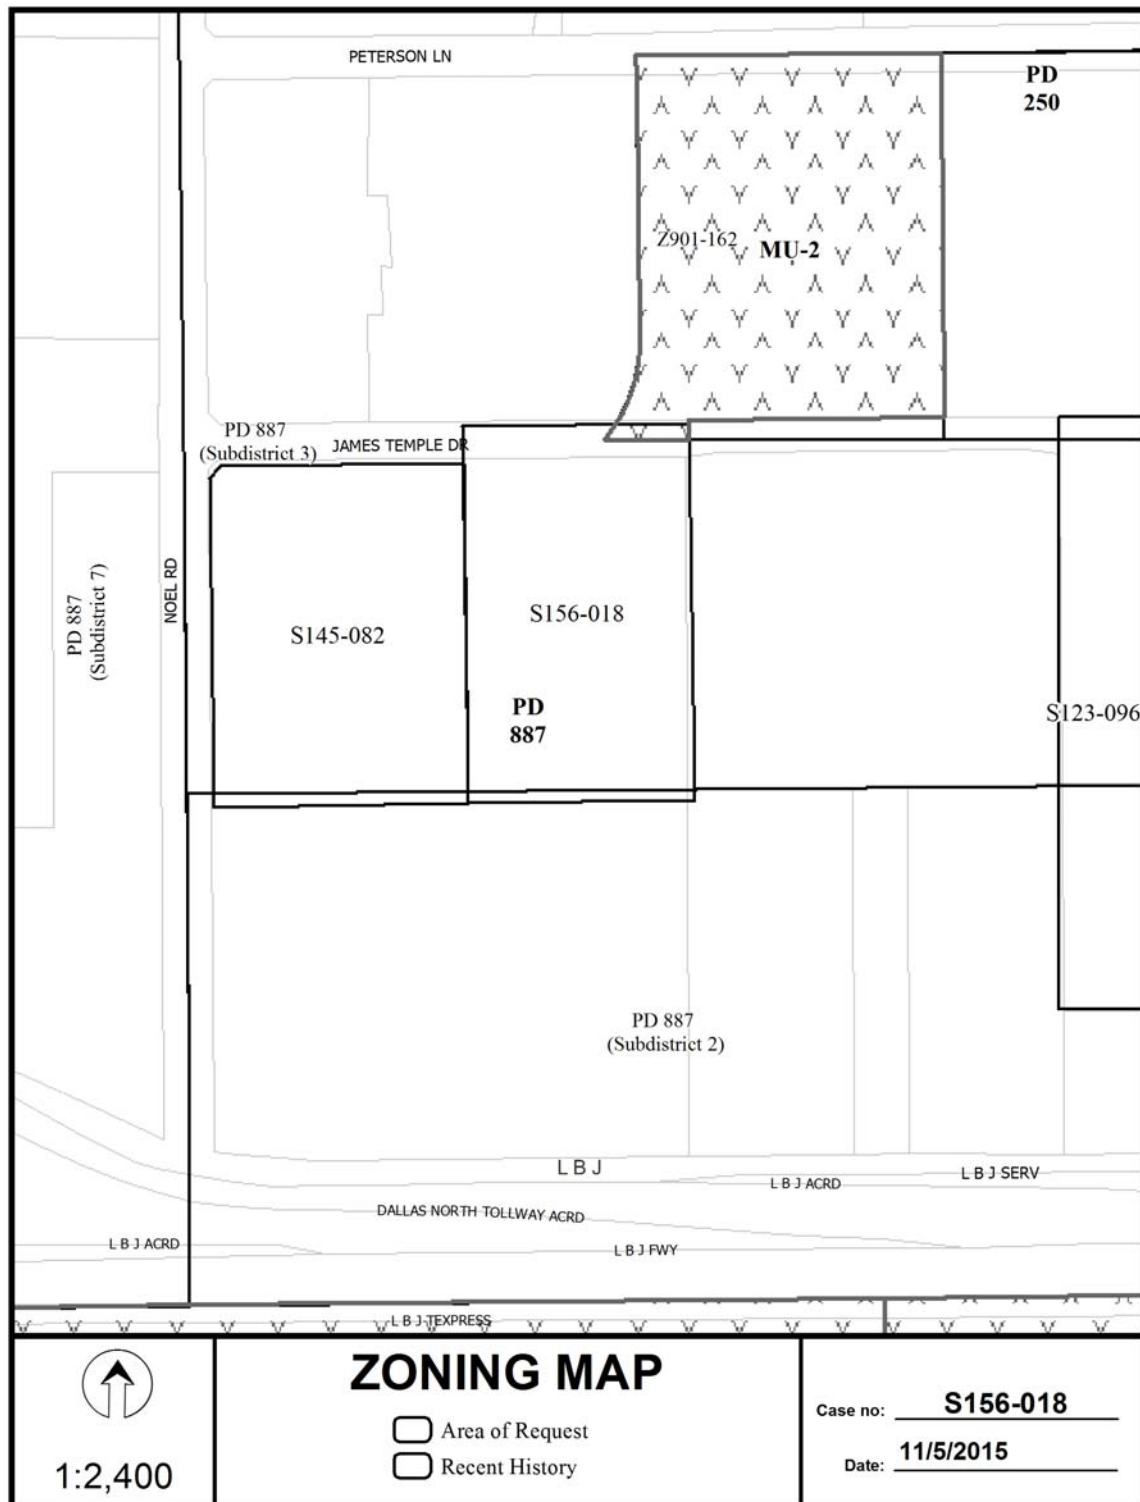 PETERSON LN
PD
250
Z901-162
MU-2
PD 887
(Subdistrict 3)
JAMES TEMPLE DR
NOEL RD
PD 887
(Subdistrict 7)
S145-082
S156-018
PD
887
S123-096
PD 887
(Subdistrict 2)
L B J
L B J SERV
L B J ACRD
DALLAS NORTH TOLLWAY ACRD
L B J ACRD
L B J FWY
L B J TEXPRESS
1:2,400
ZONING MAP
Area of Request
Recent History
Case no: S156-018
Date: 11/5/2015